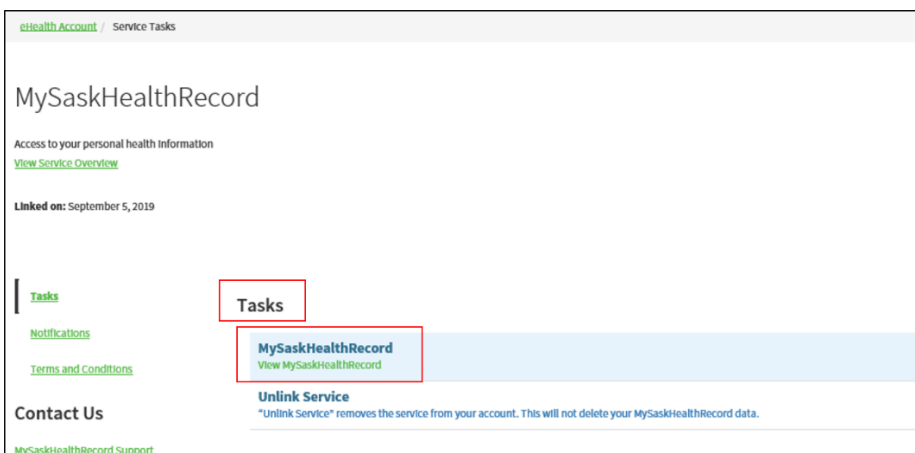 eHealth Account / Service Tasks
MySaskHealthRecord
Access to your personal health information
View Service Overview
Linked on: September 5, 2019
Tasks
Notifications
Terms and Conditions
Contact Us
MySaskHealthRecord Support
Tasks
MySaskHealthRecord
View MySaskHealthRecord
Unlink Service
"Unlink Service" removes the service from your account. This will not delete your MySaskHealthRecord data.